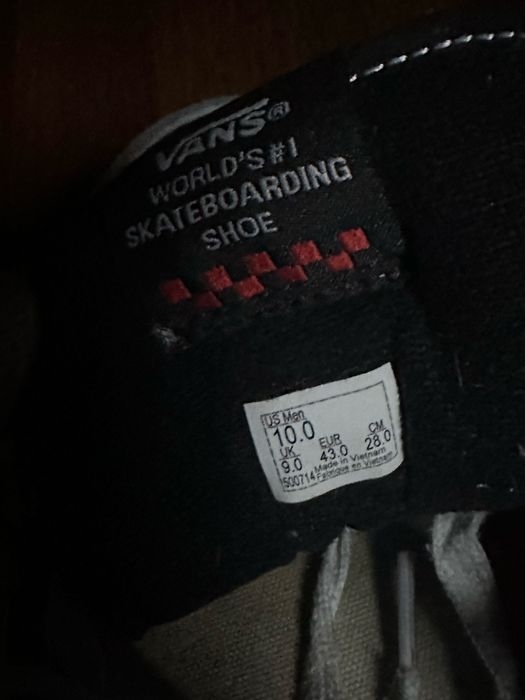 VANS®
WORLD'S #1
SKATEBOARDING
SHOE
US Men
10.0
UK EUR CM
9.0 43.0 28.0
500714 Made in Vietnam
Fabriqué en Vietnam